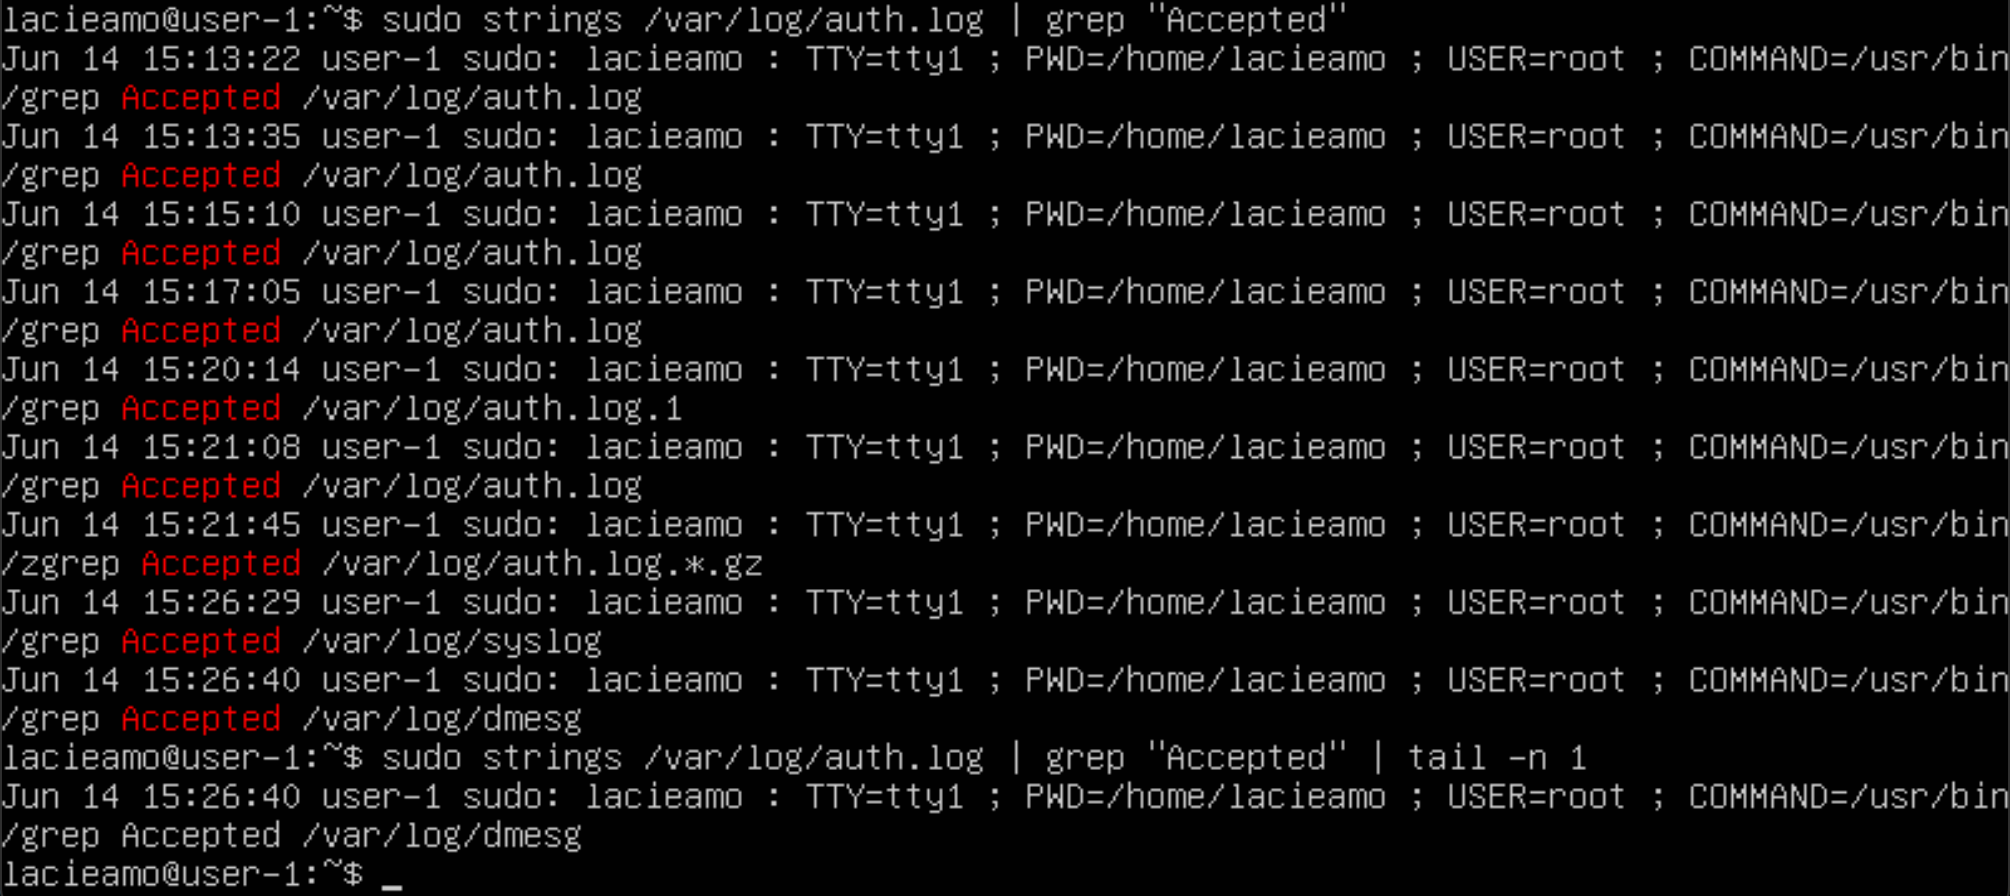 lacieamo@user-1:~$ sudo strings /var/log/auth.log | grep "Accepted"
Jun 14 15:13:22 user-1 sudo: lacieamo : TTY=tty1 ; PWD=/home/lacieamo ; USER=root ; COMMAND=/usr/bin
/grep Accepted /var/log/auth.log
Jun 14 15:13:35 user-1 sudo: lacieamo : TTY=tty1 ; PWD=/home/lacieamo ; USER=root ; COMMAND=/usr/bin
/grep Accepted /var/log/auth.log
Jun 14 15:15:10 user-1 sudo: lacieamo : TTY=tty1 ; PWD=/home/lacieamo ; USER=root ; COMMAND=/usr/bin
/grep Accepted /var/log/auth.log
Jun 14 15:17:05 user-1 sudo: lacieamo : TTY=tty1 ; PWD=/home/lacieamo ; USER=root ; COMMAND=/usr/bin
/grep Accepted /var/log/auth.log
Jun 14 15:20:14 user-1 sudo: lacieamo : TTY=tty1 ; PWD=/home/lacieamo ; USER=root ; COMMAND=/usr/bin
/grep Accepted /var/log/auth.log.1
Jun 14 15:21:08 user-1 sudo: lacieamo : TTY=tty1 ; PWD=/home/lacieamo ; USER=root ; COMMAND=/usr/bin
/grep Accepted /var/log/auth.log
Jun 14 15:21:45 user-1 sudo: lacieamo : TTY=tty1 ; PWD=/home/lacieamo ; USER=root ; COMMAND=/usr/bin
/zgrep Accepted /var/log/auth.log.*.gz
Jun 14 15:26:29 user-1 sudo: lacieamo : TTY=tty1 ; PWD=/home/lacieamo ; USER=root ; COMMAND=/usr/bin
/grep Accepted /var/log/syslog
Jun 14 15:26:40 user-1 sudo: lacieamo : TTY=tty1 ; PWD=/home/lacieamo ; USER=root ; COMMAND=/usr/bin
/grep Accepted /var/log/dmesg
lacieamo@user-1:~$ sudo strings /var/log/auth.log | grep "Accepted" | tail -n 1
Jun 14 15:26:40 user-1 sudo: lacieamo : TTY=tty1 ; PWD=/home/lacieamo ; USER=root ; COMMAND=/usr/bin
/grep Accepted /var/log/dmesg
lacieamo@user-1:~$ _